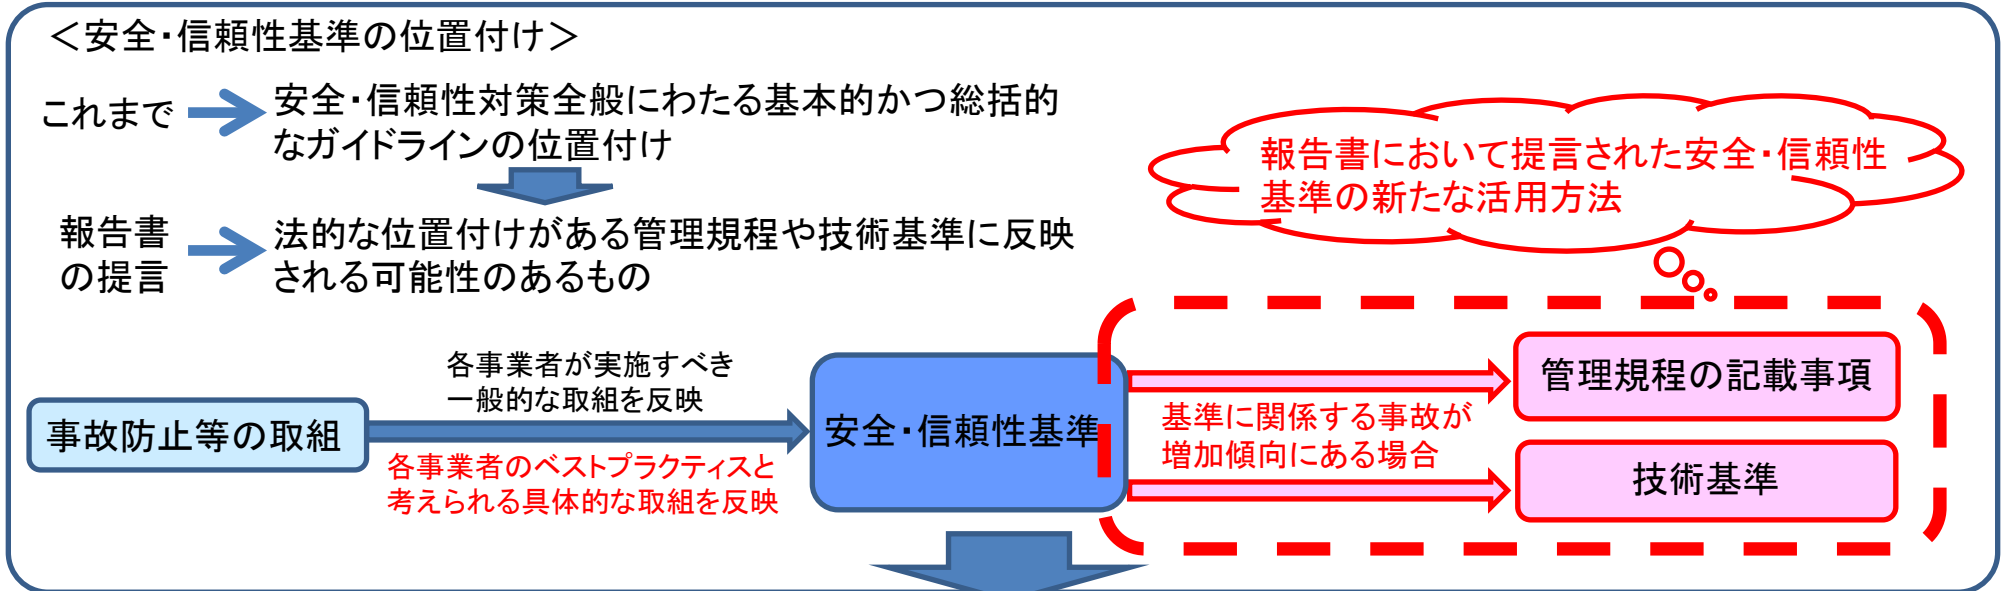 ＜安全・信頼性基準の位置付け＞
これまで
安全・信頼性対策全般にわたる基本的かつ総括的
なガイドラインの位置付け
報告書において提言された安全・信頼性
基準の新たな活用方法
報告書
の提言
法的な位置付けがある管理規程や技術基準に反映
される可能性のあるもの
各事業者が実施すべき
一般的な取組を反映
事故防止等の取組
各事業者のベストプラクティスと
考えられる具体的な取組を反映
安全・信頼性基準
基準に関係する事故が
増加傾向にある場合
管理規程の記載事項
技術基準